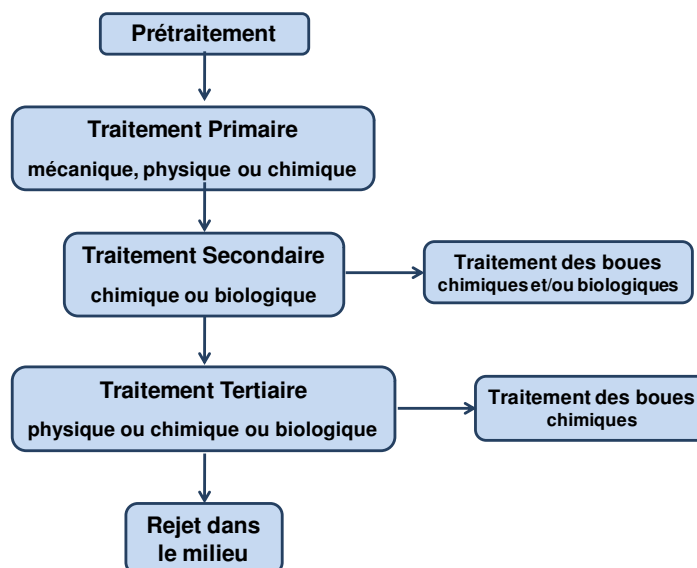 Prétraitement
Traitement Primaire
mécanique, physique ou chimique
Traitement Secondaire
chimique ou biologique
Traitement des boues
chimiques et/ou biologiques
Traitement Tertiaire
physique ou chimique ou biologique
Traitement des boues
chimiques
Rejet dans
le milieu